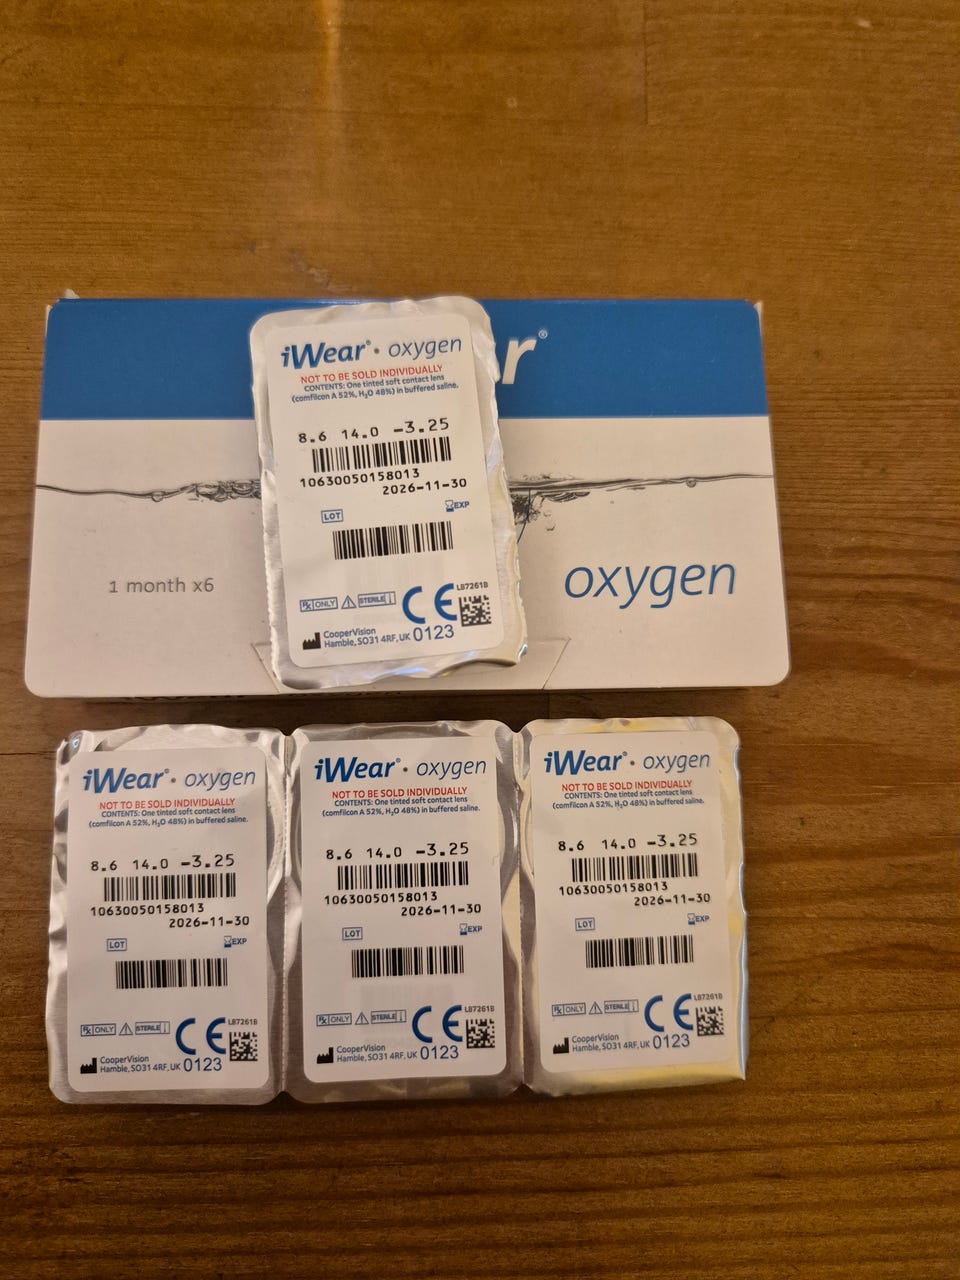 r®
1 month x6
oxygen
iWear® · oxygen
NOT TO BE SOLD INDIVIDUALLY
CONTENTS: One tinted soft contact lens
(comfilcon A 52%, H₂O 48%) in buffered saline.
8.6 14.0 -3.25
10630050158013
2026-11-30
LOT EXP
Rx ONLY STERILE LB7261B
CE
CooperVision
Hamble, SO31 4RF, UK 0123
iWear® · oxygen
NOT TO BE SOLD INDIVIDUALLY
CONTENTS: One tinted soft contact lens
(comfilcon A 52%, H₂O 48%) in buffered saline.
8.6 14.0 -3.25
10630050158013
2026-11-30
LOT EXP
Rx ONLY STERILE LB7261B
CE
CooperVision
Hamble, SO31 4RF, UK 0123
iWear® · oxygen
NOT TO BE SOLD INDIVIDUALLY
CONTENTS: One tinted soft contact lens
(comfilcon A 52%, H₂O 48%) in buffered saline.
8.6 14.0 -3.25
10630050158013
2026-11-30
LOT EXP
Rx ONLY STERILE LB7261B
CE
CooperVision
Hamble, SO31 4RF, UK 0123
iWear® · oxygen
NOT TO BE SOLD INDIVIDUALLY
CONTENTS: One tinted soft contact lens
(comfilcon A 52%, H₂O 48%) in buffered saline.
8.6 14.0 -3.25
10630050158013
2026-11-30
LOT EXP
Rx ONLY STERILE LB7261B
CE
CooperVision
Hamble, SO31 4RF, UK 0123